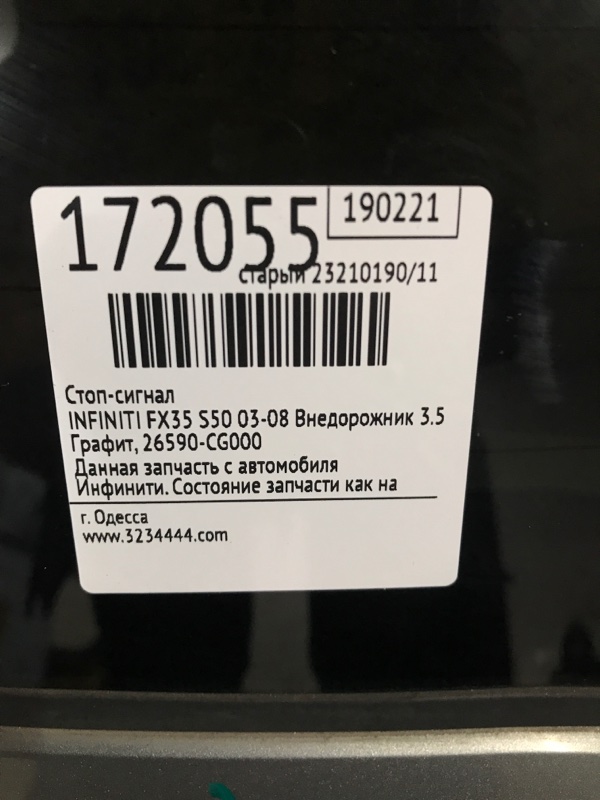 172055
190221
старый 23210190/11
Стоп-сигнал
INFINITI FX35 S50 03-08 Внедорожник 3.5
Графит, 26590-CG000
Данная запчасть с автомобиля
Инфинити. Состояние запчасти как на
г. Одесса
www.3234444.com